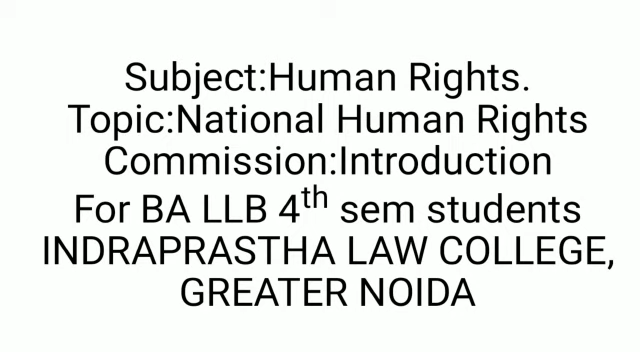 Subject:Human Rights.
Topic:National Human Rights
Commission:Introduction
For BA LLB 4th sem students
INDRAPRASTHA LAW COLLEGE,
GREATER NOIDA